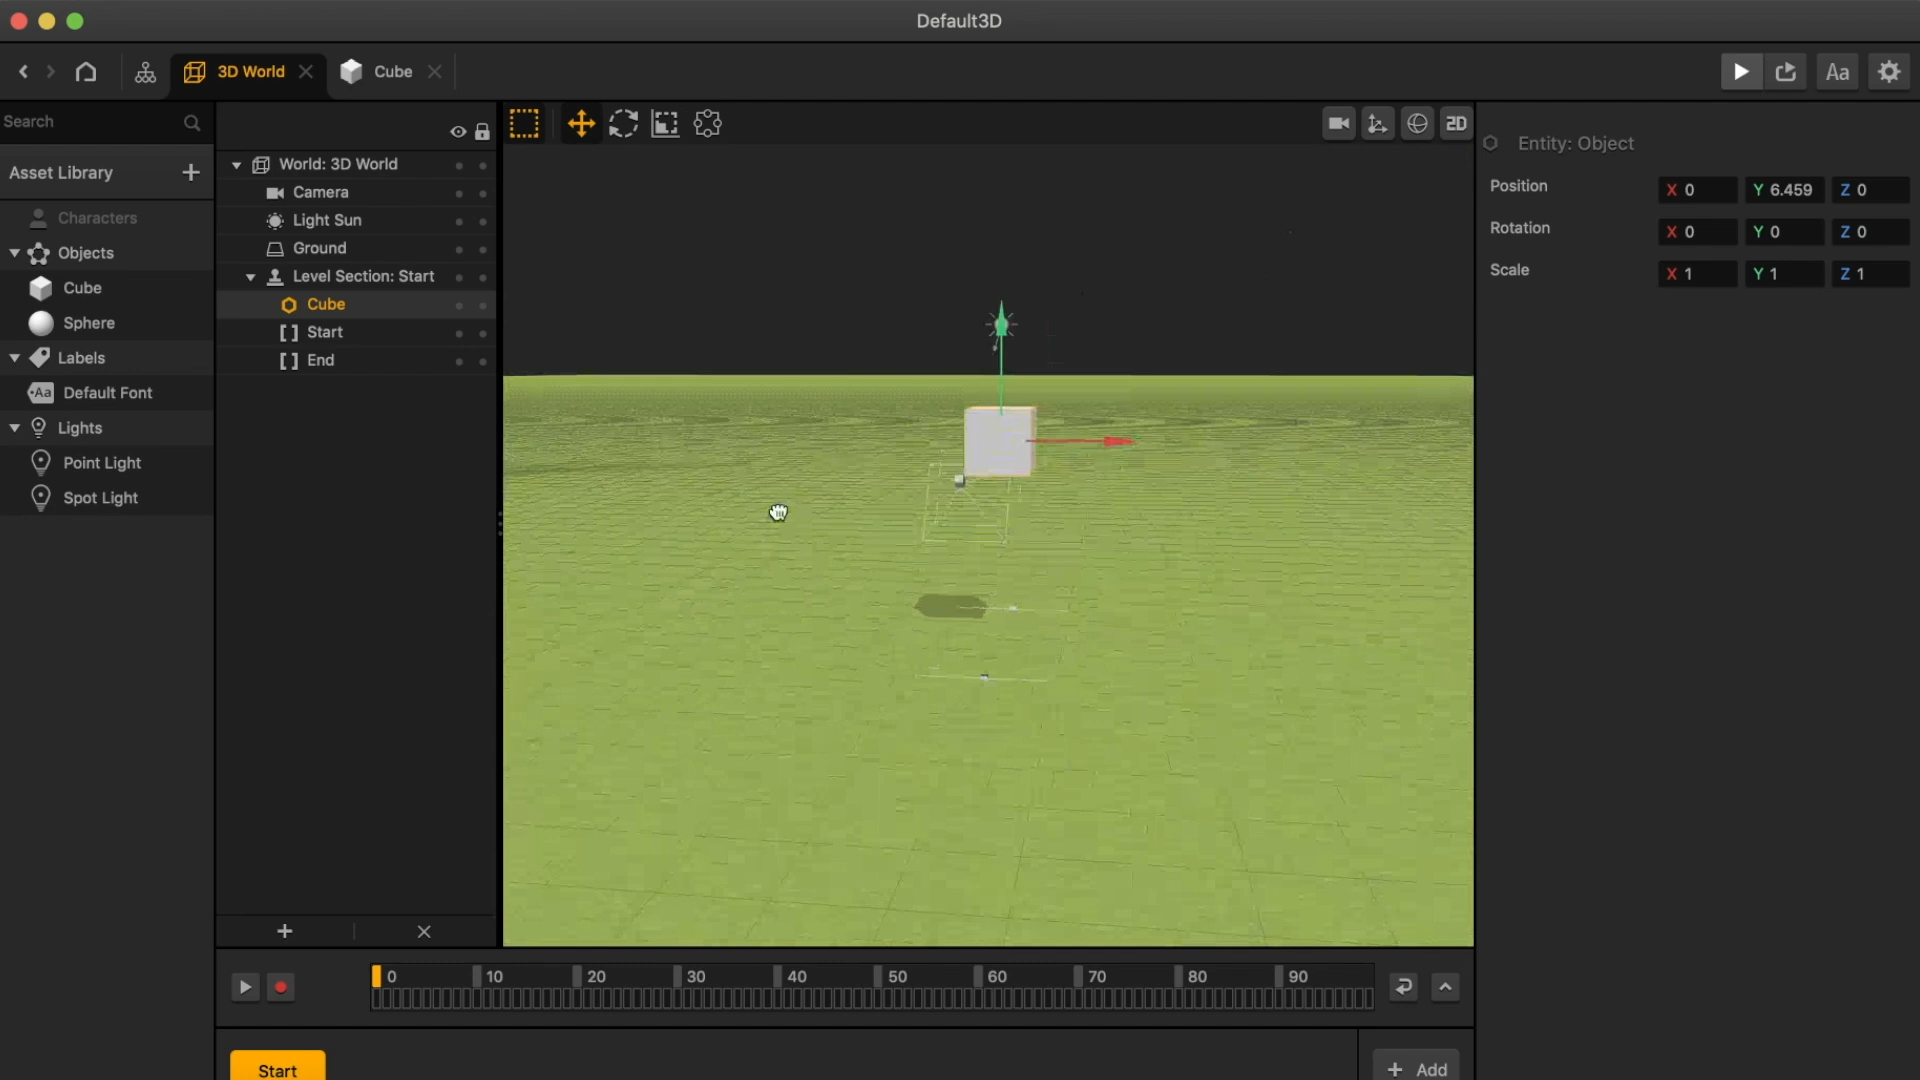 Default3D
3D World
Cube
Aa
Search
Asset Library
Characters
Objects
Cube
Sphere
Labels
Aa Default Font
Lights
Point Light
Spot Light
World: 3D World
Camera
Light Sun
Ground
Level Section: Start
Cube
Start
End
2D
Entity: Object
Position X 0 Y 6.459 Z 0
Rotation X 0 Y 0 Z 0
Scale X 1 Y 1 Z 1
0 10 20 30 40 50 60 70 80 90
Start
+ Add